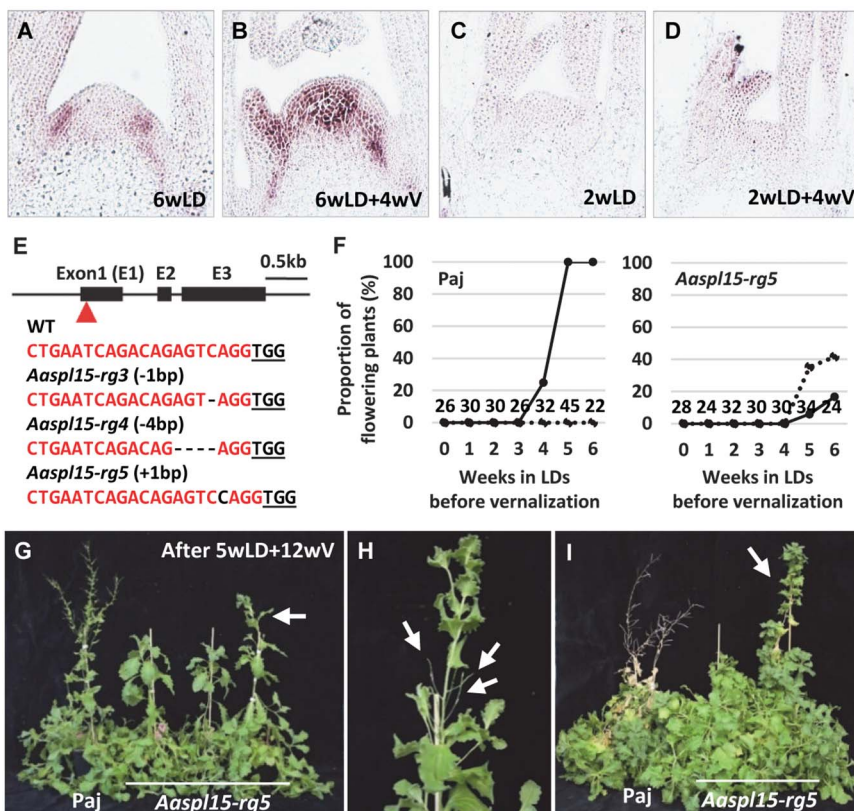 A
B
C
D
6wLD
6wLD+4wV
2wLD
2wLD+4wV
E
Exon1 (E1) E2 E3 0.5kb
WT
CTGAATCAGACAGAGTCAGGTGG
Aaspl15-rg3 (-1bp)
CTGAATCAGACAGAGT-AGGTGG
Aaspl15-rg4 (-4bp)
CTGAATCAGACAG----AGGTGG
Aaspl15-rg5 (+1bp)
CTGAATCAGACAGAGTCCAGGTGG
F
Proportion of
flowering plants (%)
Paj
100
80
60
40
20
0
26 30 30 26 32 45 22
0 1 2 3 4 5 6
Weeks in LDs
before vernalization
Aaspl15-rg5
100
80
60
40
20
0
28 24 32 30 30 34 24
0 1 2 3 4 5 6
Weeks in LDs
before vernalization
G
After 5wLD+12wV
Paj
Aaspl15-rg5
H
I
Paj
Aaspl15-rg5